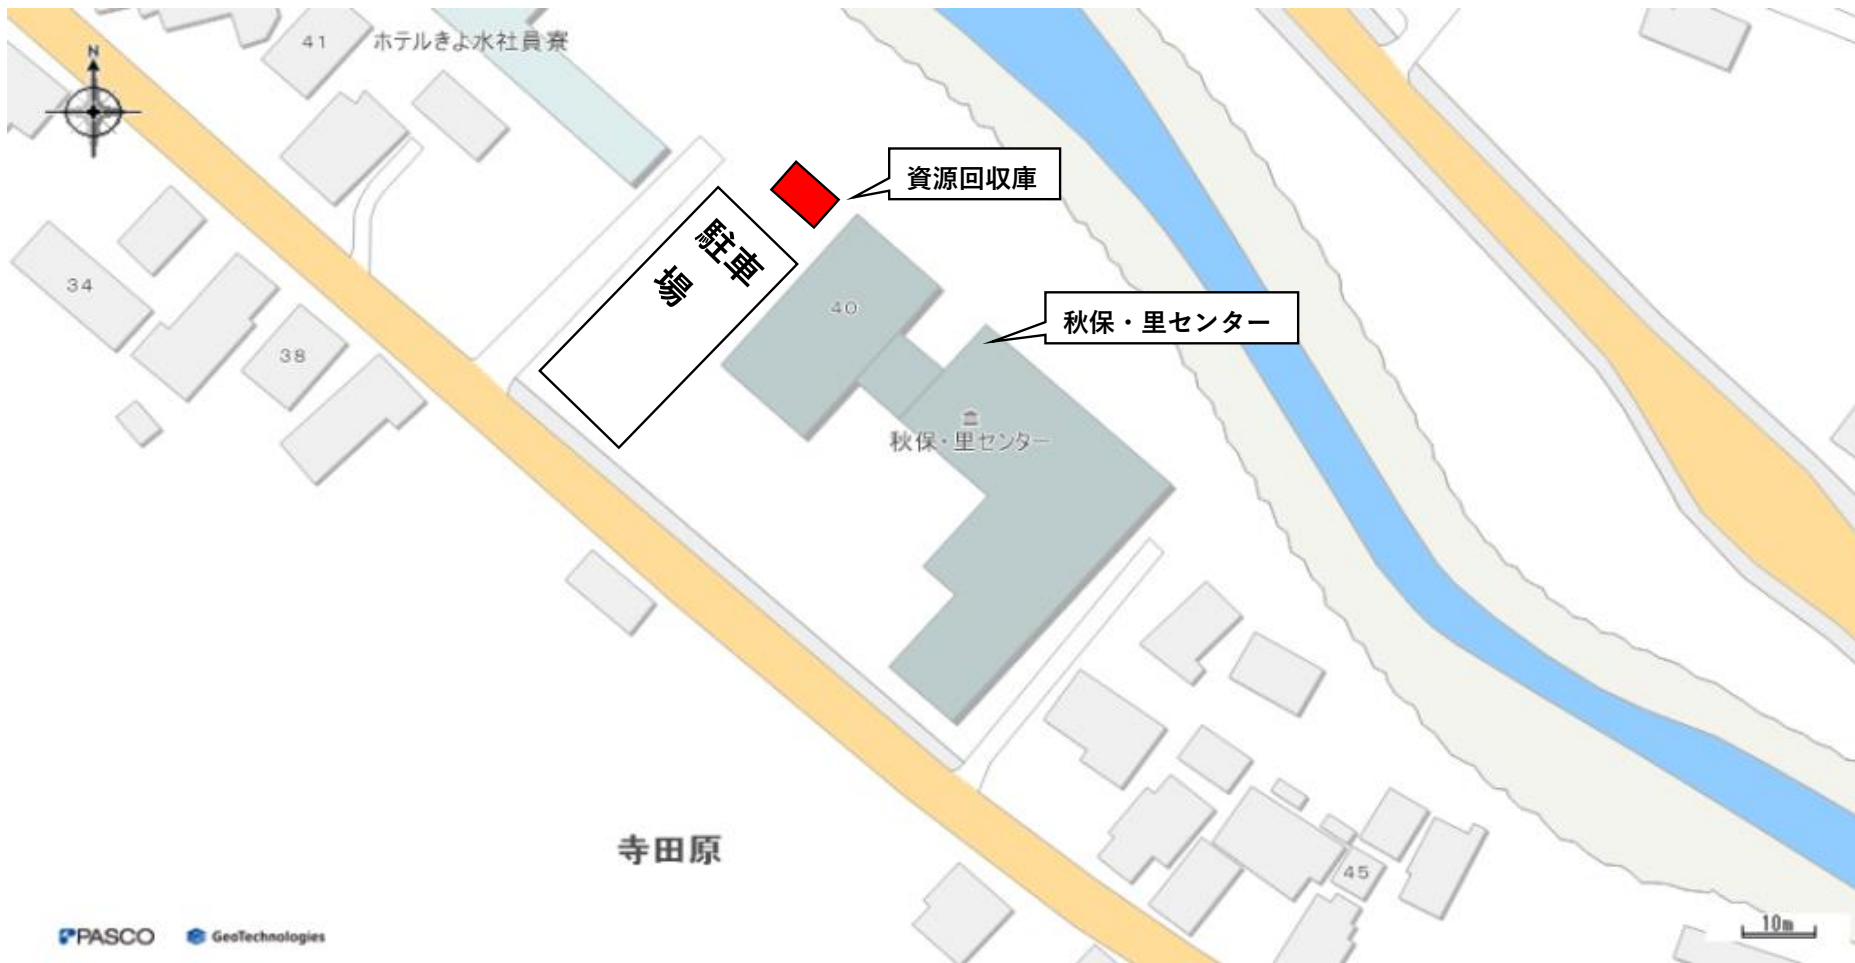 41
ホテルきよ水社員寮
N
資源回収庫
駐車
場
34
40
秋保・里センター
38
秋保・里センター
寺田原
45
10m
PASCO
GeoTechnologies